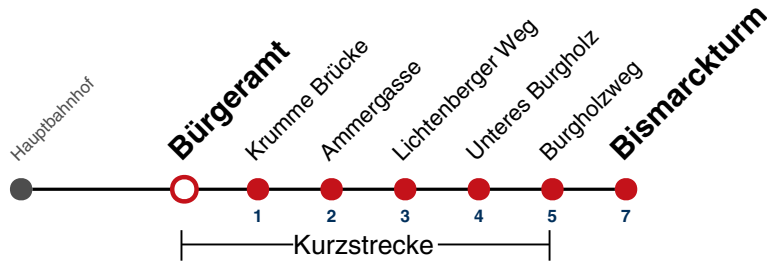 Hauptbahnhof
Bürgeramt
Krumme Brücke
Ammergasse
Lichtenberger Weg
Unteres Burgholz
Burgholzweg
Bismarckturm
1 2 3 4 5 7
Kurzstrecke